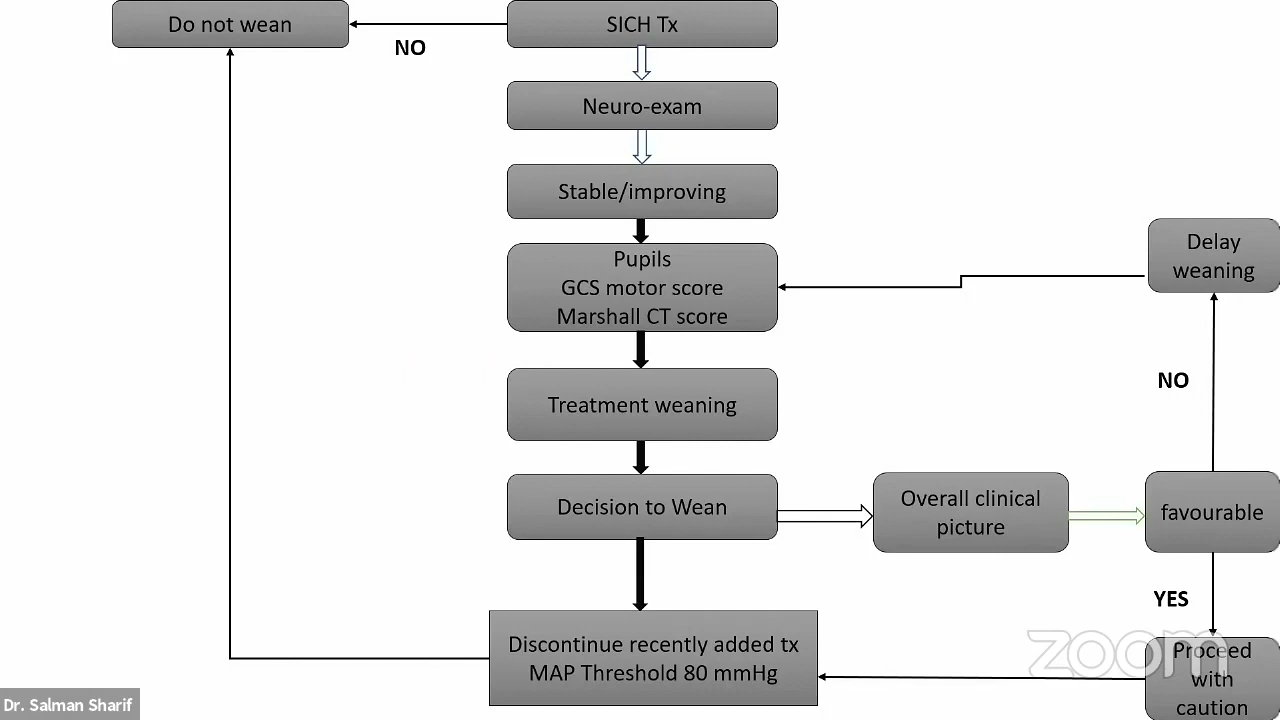 Do not wean
SICH Tx
NO
Neuro-exam
Stable/improving
Pupils
GCS motor score
Marshall CT score
Delay
weaning
NO
Treatment weaning
Decision to Wean
Overall clinical
picture
favourable
YES
Discontinue recently added tx
MAP Threshold 80 mmHg
Proceed
with
caution
zoom
Dr. Salman Sharif